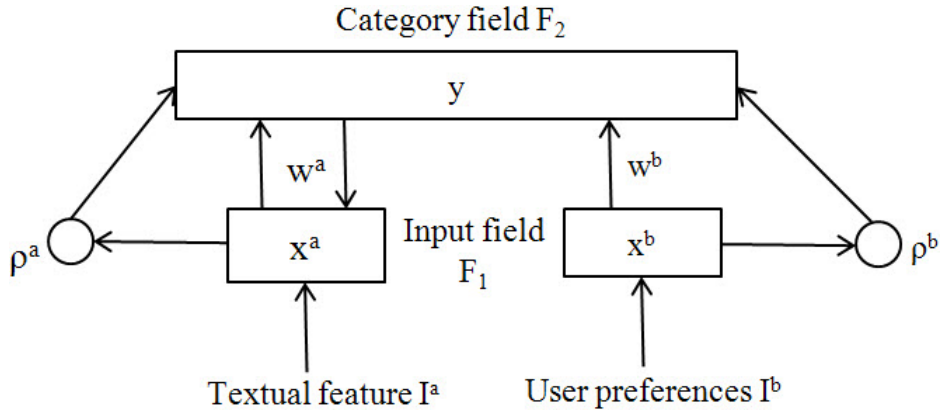 Category field F₂
y
wᵃ
wᵇ
ρᵃ
xᵃ
Input field
F₁
xᵇ
ρᵇ
Textual feature Iᵃ
User preferences Iᵇ